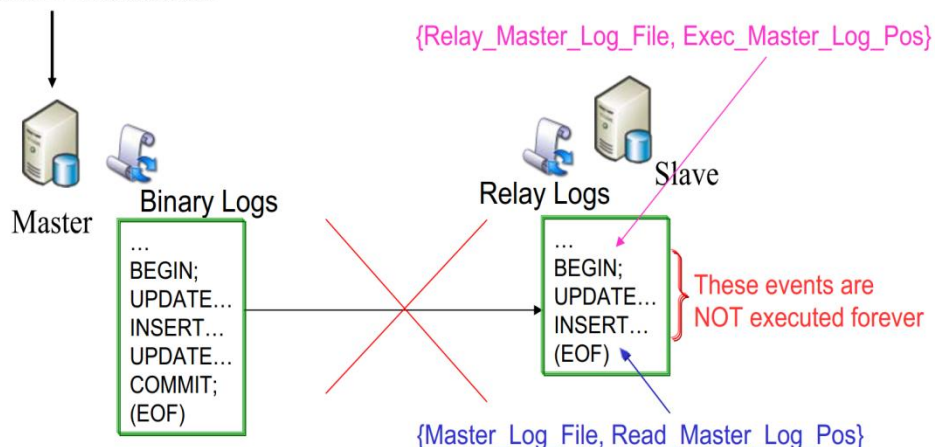 {Relay_Master_Log_File, Exec_Master_Log_Pos}
Master
Binary Logs
…
BEGIN;
UPDATE…
INSERT…
UPDATE…
COMMIT;
(EOF)
Slave
Relay Logs
…
BEGIN;
UPDATE…
INSERT…
(EOF)
These events are
NOT executed forever
{Master_Log_File, Read_Master_Log_Pos}